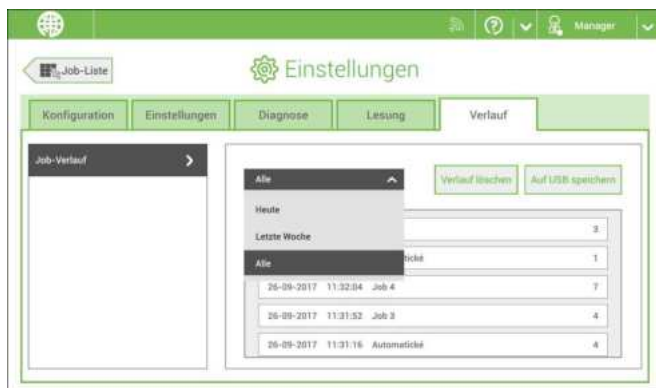 Manager
Job-Liste
Einstellungen
Konfiguration Einstellungen Diagnose Lesung Verlauf
Job-Verlauf
Alle
Verlauf löschen Auf USB speichern
Heute
Letzte Woche
Alle
3
tické 1
26-09-2017 11:32:04 Job 4 7
26-09-2017 11:31:52 Job 3 4
26-09-2017 11:31:16 Automatické 4